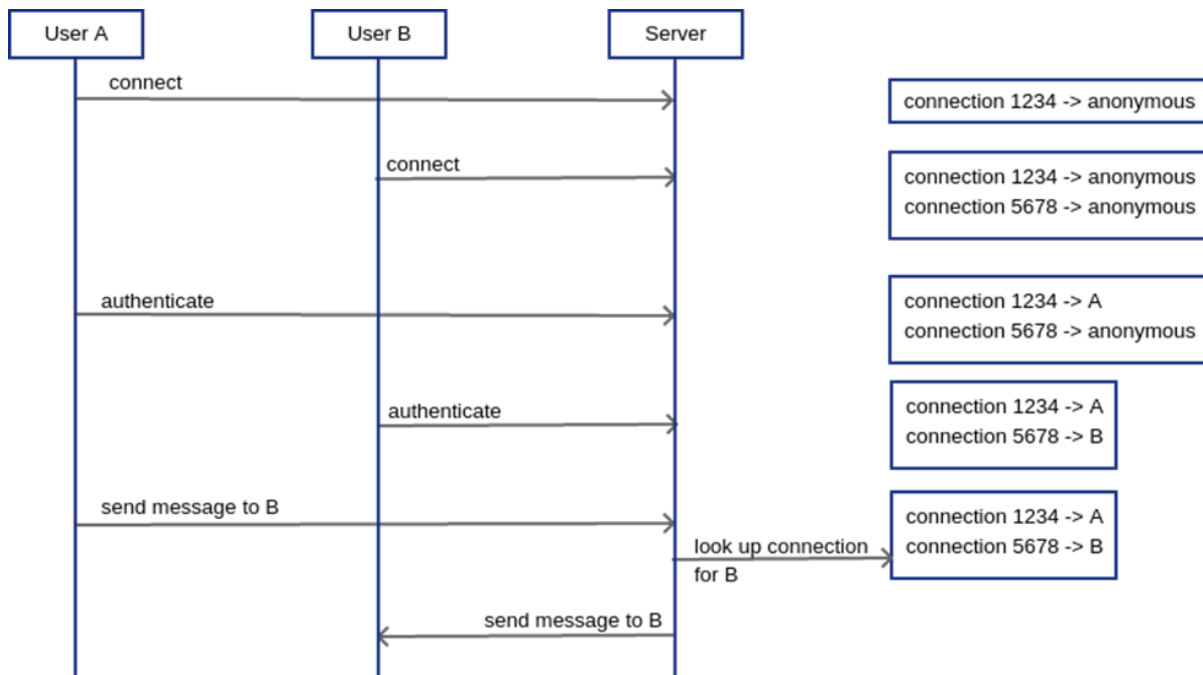 User A
User B
Server
connect
connection 1234 -> anonymous
connect
connection 1234 -> anonymous
connection 5678 -> anonymous
authenticate
connection 1234 -> A
connection 5678 -> anonymous
authenticate
connection 1234 -> A
connection 5678 -> B
send message to B
connection 1234 -> A
connection 5678 -> B
look up connection
for B
send message to B